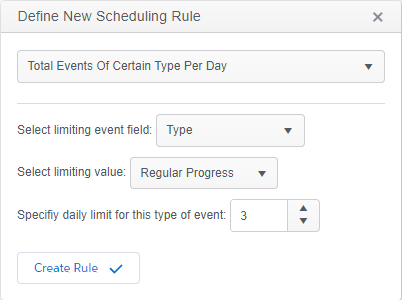 Define New Scheduling Rule
Total Events Of Certain Type Per Day
Select limiting event field: Type
Select limiting value: Regular Progress
Specifiy daily limit for this type of event: 3
Create Rule